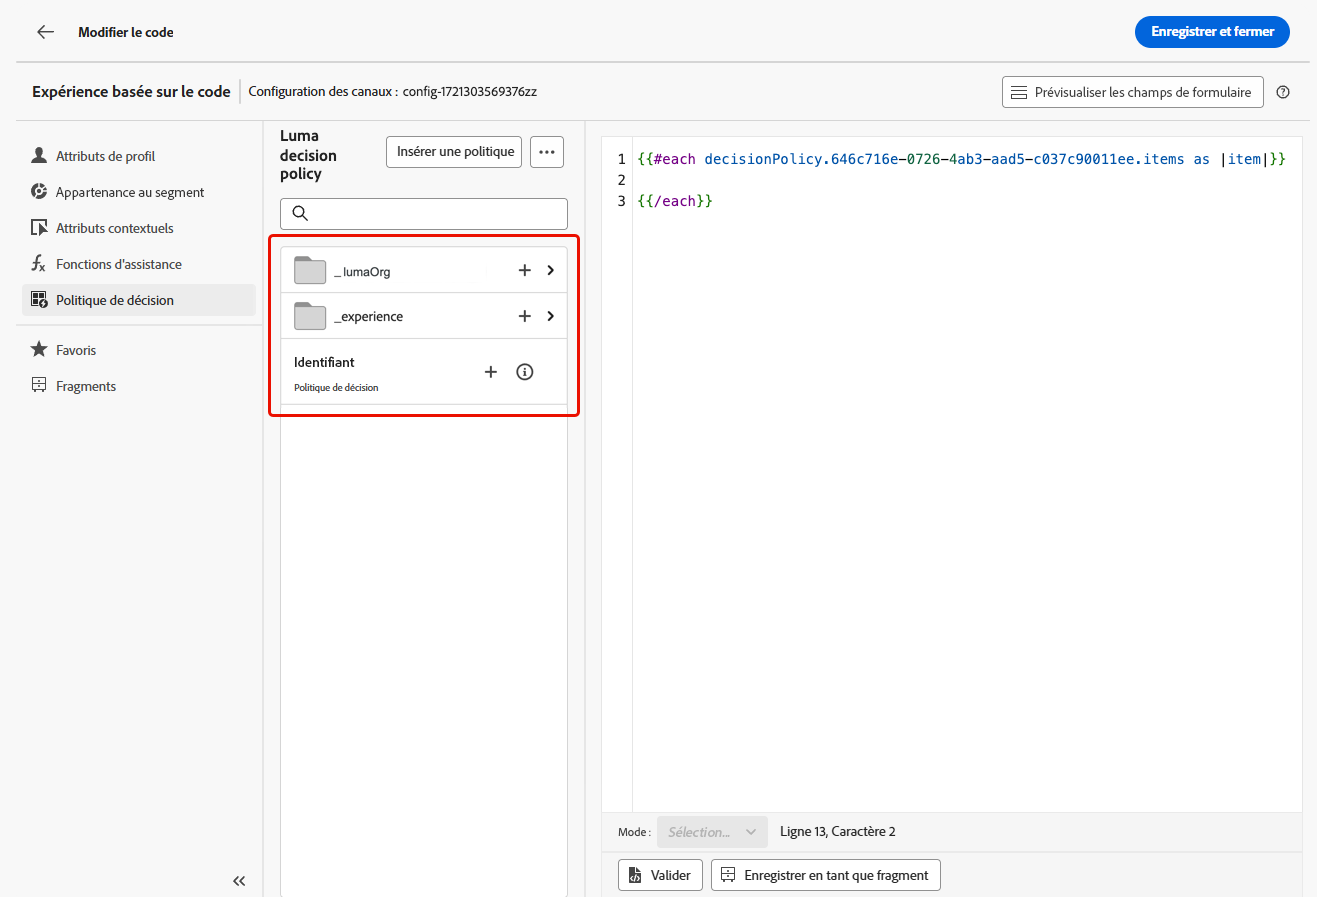 Modifier le code
Enregistrer et fermer
Expérience basée sur le code
Configuration des canaux : config-1721303569376zz
Prévisualiser les champs de formulaire
Attributs de profil
Appartenance au segment
Attributs contextuels
Fonctions d'assistance
Politique de décision
Favoris
Fragments
Luma
decision
policy
Insérer une politique
_ lumaOrg
_experience
Identifiant
Politique de décision
1 {{#each decisionPolicy.646c716e-0726-4ab3-aad5-c037c90011ee.items as |item|}}
2
3 {{/each}}
Mode : Sélection... Ligne 13, Caractère 2
Valider
Enregistrer en tant que fragment